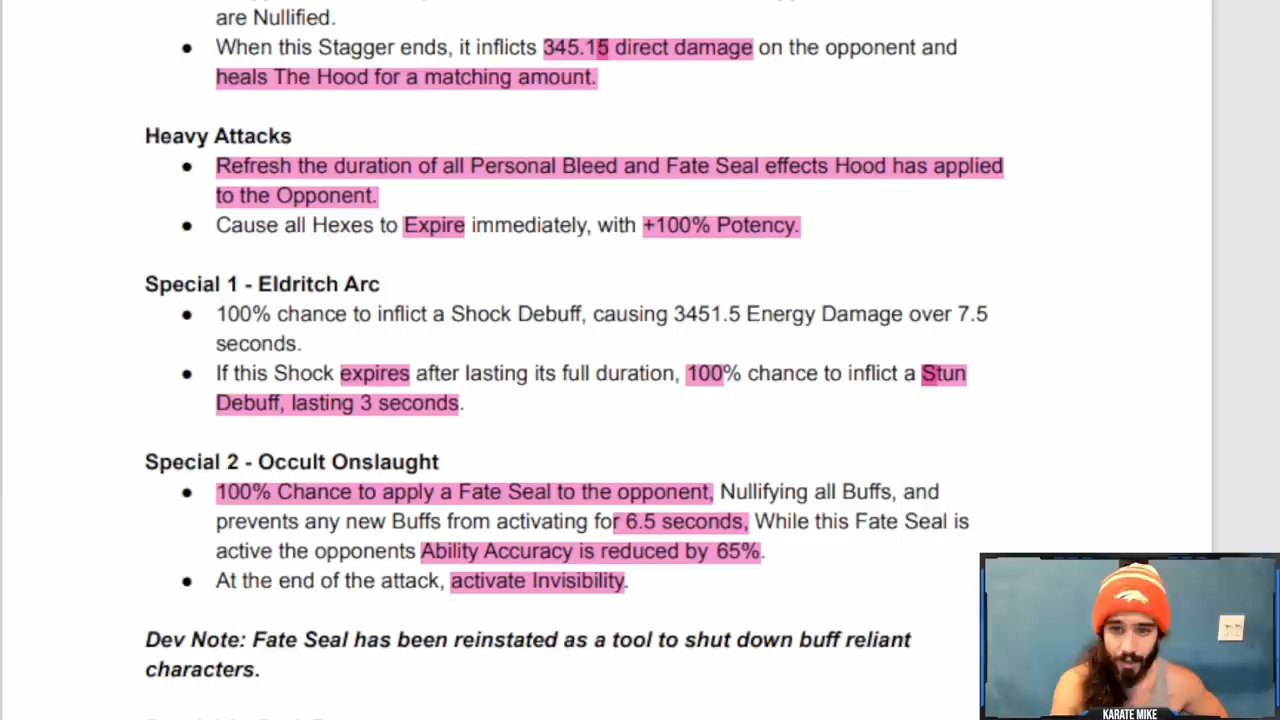 are Nullified.
● When this Stagger ends, it inflicts 345.15 direct damage on the opponent and
heals The Hood for a matching amount.
Heavy Attacks
● Refresh the duration of all Personal Bleed and Fate Seal effects Hood has applied
to the Opponent.
● Cause all Hexes to Expire immediately, with +100% Potency.
Special 1 - Eldritch Arc
● 100% chance to inflict a Shock Debuff, causing 3451.5 Energy Damage over 7.5
seconds.
● If this Shock expires after lasting its full duration, 100% chance to inflict a Stun
Debuff, lasting 3 seconds.
Special 2 - Occult Onslaught
● 100% Chance to apply a Fate Seal to the opponent, Nullifying all Buffs, and
prevents any new Buffs from activating for 6.5 seconds, While this Fate Seal is
active the opponents Ability Accuracy is reduced by 65%.
● At the end of the attack, activate Invisibility.
Dev Note: Fate Seal has been reinstated as a tool to shut down buff reliant
characters.
KARATE MIKE